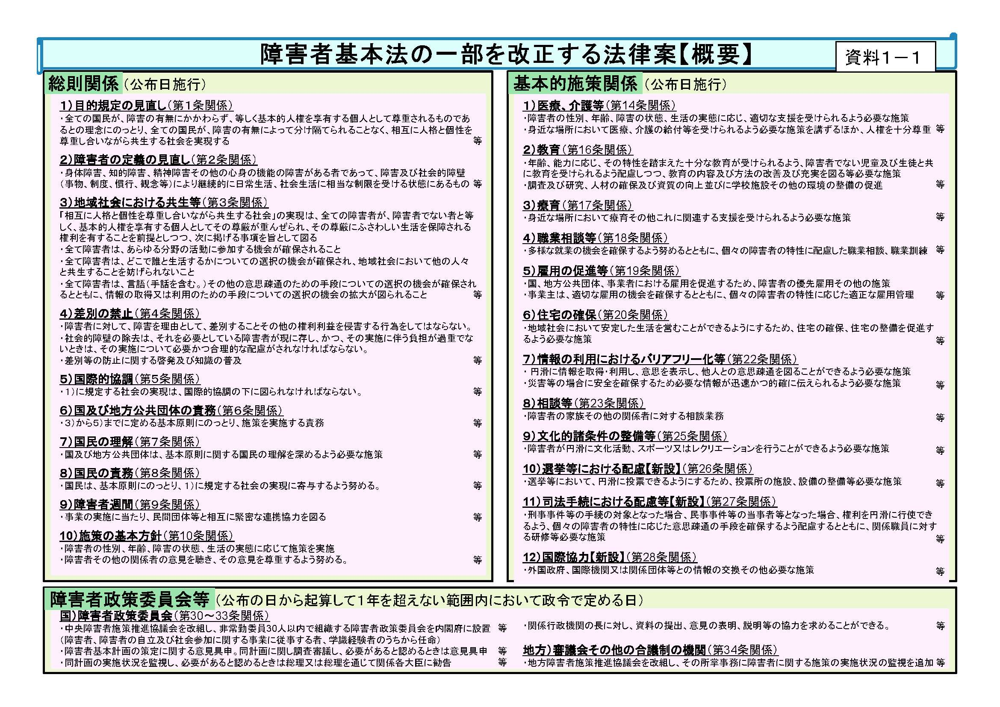 障害者基本法の一部を改正する法律案【概要】
資料１－１
総則関係（公布日施行）
１）目的規定の見直し（第１条関係）
・全ての国民が、障害の有無にかかわらず、等しく基本的人権を享有する個人として尊重されるものであ
るとの理念にのっとり、全ての国民が、障害の有無によって分け隔てられることなく、相互に人格と個性を
尊重し合いながら共生する社会を実現する 等
２）障害者の定義の見直し（第２条関係）
・身体障害、知的障害、精神障害その他の心身の機能の障害がある者であって、障害及び社会的障壁
（事物、制度、慣行、観念等）により継続的に日常生活、社会生活に相当な制限を受ける状態にあるもの 等
３）地域社会における共生等（第３条関係）
「相互に人格と個性を尊重し合いながら共生する社会」の実現は、全ての障害者が、障害者でない者と等
しく、基本的人権を享有する個人としてその尊厳が重んぜられ、その尊厳にふさわしい生活を保障される
権利を有することを前提としつつ、次に掲げる事項を旨として図る
・全て障害者は、あらゆる分野の活動に参加する機会が確保されること
・全て障害者は、どこで誰と生活するかについての選択の機会が確保され、地域社会において他の人々
と共生することを妨げられないこと
・全て障害者は、言語（手話を含む。）その他の意思疎通のための手段についての選択の機会が確保され
るとともに、情報の取得又は利用のための手段についての選択の機会の拡大が図られること 等
４）差別の禁止（第４条関係）
・障害者に対して、障害を理由として、差別することその他の権利利益を侵害する行為をしてはならない。
・社会的障壁の除去は、それを必要としている障害者が現に存し、かつ、その実施に伴う負担が過重でな
いときは、その実施について必要かつ合理的な配慮がされなければならない。
・差別等の防止に関する啓発及び知識の普及 等
５）国際的協調（第５条関係）
・１）に規定する社会の実現は、国際的協調の下に図られなければならない。 等
６）国及び地方公共団体の責務（第６条関係）
・３）から５）までに定める基本原則にのっとり、施策を実施する責務 等
７）国民の理解（第７条関係）
・国及び地方公共団体は、基本原則に関する国民の理解を深めるよう必要な施策 等
８）国民の責務（第８条関係）
・国民は、基本原則にのっとり、１）に規定する社会の実現に寄与するよう努める。 等
９）障害者週間（第９条関係）
・事業の実施に当たり、民間団体等と相互に緊密な連携協力を図る 等
10）施策の基本方針（第10条関係）
・障害者の性別、年齢、障害の状態、生活の実態に応じて施策を実施
・障害者その他の関係者の意見を聴き、その意見を尊重するよう努める。 等
基本的施策関係（公布日施行）
１）医療、介護等（第14条関係）
・障害者の性別、年齢、障害の状態、生活の実態に応じ、適切な支援を受けられるよう必要な施策
・身近な場所において医療、介護の給付等を受けられるよう必要な施策を講ずるほか、人権を十分尊重 等
２）教育（第16条関係）
・年齢、能力に応じ、その特性を踏まえた十分な教育が受けられるよう、障害者でない児童及び生徒と共
に教育を受けられるよう配慮しつつ、教育の内容及び方法の改善及び充実を図る等必要な施策
・調査及び研究、人材の確保及び資質の向上並びに学校施設その他の環境の整備の促進 等
３）療育（第17条関係）
・身近な場所において療育その他これに関連する支援を受けられるよう必要な施策 等
４）職業相談等（第18条関係）
・多様な就業の機会を確保するよう努めるとともに、個々の障害者の特性に配慮した職業相談、職業訓練 等
５）雇用の促進等（第19条関係）
・国、地方公共団体、事業者における雇用を促進するため、障害者の優先雇用その他の施策
・事業主は、適切な雇用の機会を確保するとともに、個々の障害者の特性に応じた適正な雇用管理 等
６）住宅の確保（第20条関係）
・地域社会において安定した生活を営むことができるようにするため、住宅の確保、住宅の整備を促進す
るよう必要な施策 等
７）情報の利用におけるバリアフリー化等（第22条関係）
・ 円滑に情報を取得・利用し、意思を表示し、他人との意思疎通を図ることができるよう必要な施策
・災害等の場合に安全を確保するため必要な情報が迅速かつ的確に伝えられるよう必要な施策 等
８）相談等（第23条関係）
・障害者の家族その他の関係者に対する相談業務 等
９）文化的諸条件の整備等（第25条関係）
・障害者が円滑に文化活動、スポーツ又はレクリエーションを行うことができるよう必要な施策 等
10）選挙等における配慮【新設】（第26条関係）
・選挙等において、円滑に投票できるようにするため、投票所の施設、設備の整備等必要な施策 等
11）司法手続における配慮等【新設】（第27条関係）
・刑事事件等の手続の対象となった場合、民事事件等の当事者等となった場合、権利を円滑に行使でき
るよう、個々の障害者の特性に応じた意思疎通の手段を確保するよう配慮するとともに、関係職員に対す
る研修等必要な施策 等
12）国際協力【新設】（第28条関係）
・外国政府、国際機関又は関係団体等との情報の交換その他必要な施策 等
障害者政策委員会等（公布の日から起算して１年を超えない範囲内において政令で定める日）
国）障害者政策委員会（第30～33条関係）
・中央障害者施策推進協議会を改組し、非常勤委員30人以内で組織する障害者政策委員会を内閣府に設置 等
（障害者、障害者の自立及び社会参加に関する事業に従事する者、学識経験者のうちから任命）
・障害者基本計画の策定に関する意見具申。同計画に関し調査審議し、必要があると認めるときは意見具申 等
・同計画の実施状況を監視し、必要があると認めるときは総理又は総理を通じて関係各大臣に勧告 等
・関係行政機関の長に対し、資料の提出、意見の表明、説明等の協力を求めることができる。 等
地方）審議会その他の合議制の機関（第34条関係）
・地方障害者施策推進協議会を改組し、その所掌事務に障害者に関する施策の実施状況の監視を追加 等